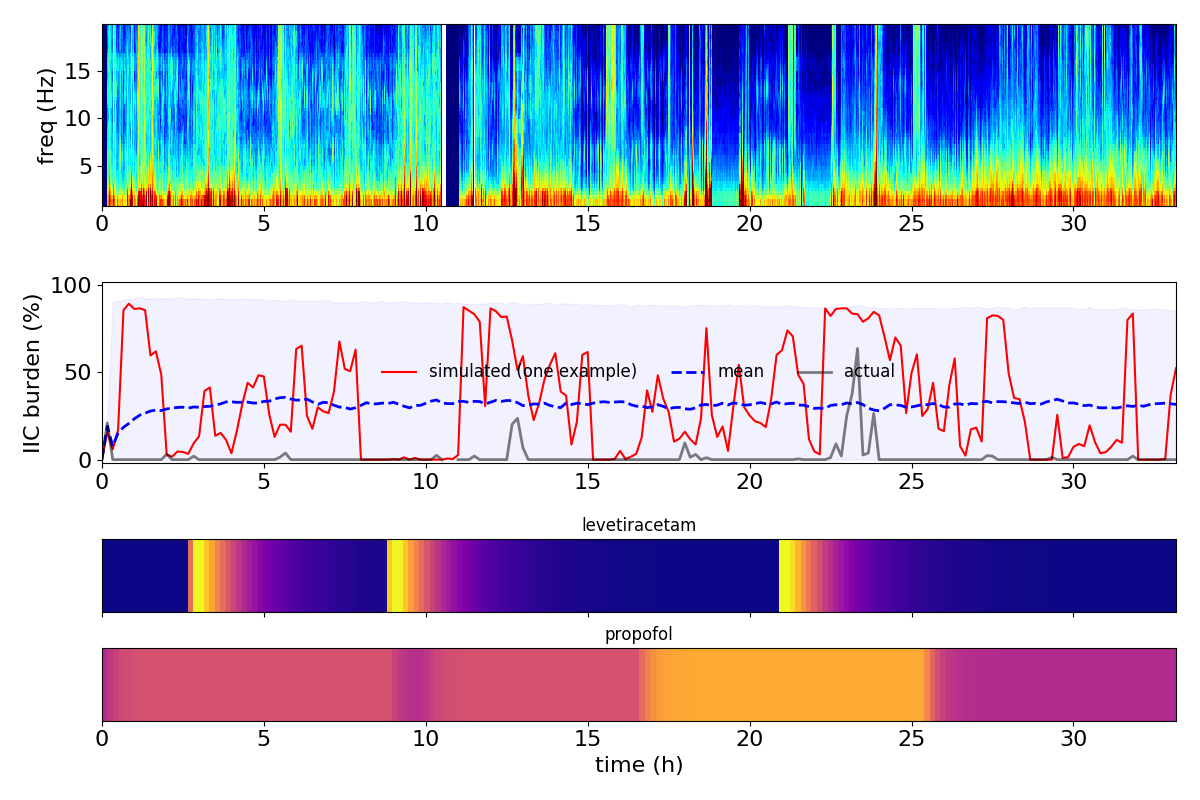 freq (Hz)
15
10
5
0 5 10 15 20 25 30
IIC burden (%)
100
50
0
simulated (one example) mean actual
0 5 10 15 20 25 30
levetiracetam
propofol
0 5 10 15 20 25 30
time (h)